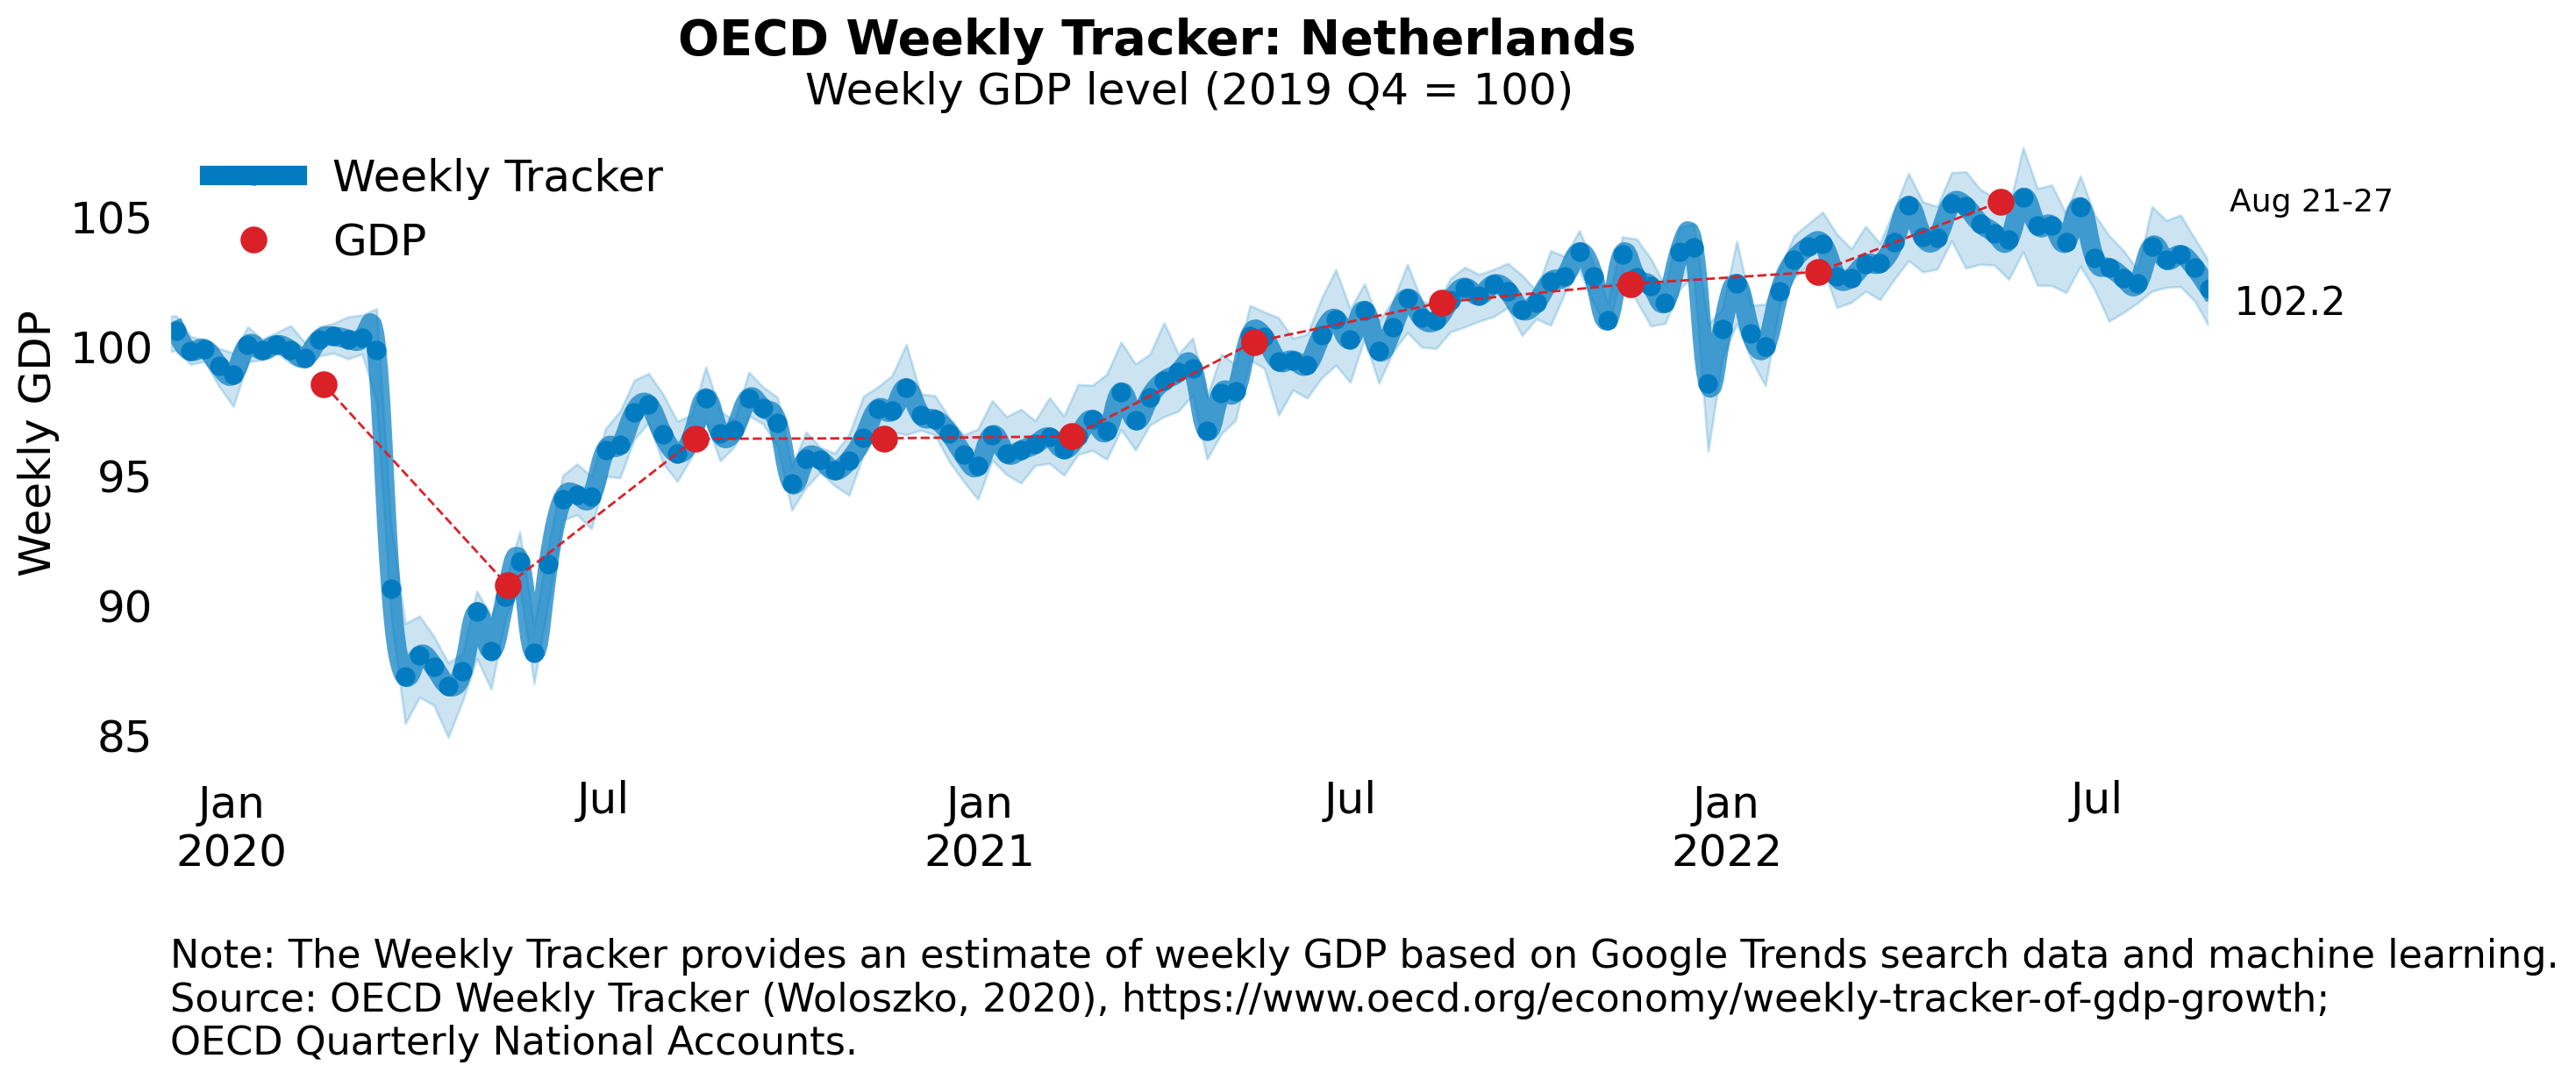 OECD Weekly Tracker: Netherlands
Weekly GDP level (2019 Q4 = 100)
Weekly Tracker
GDP
Weekly GDP
105
100
95
90
85
Aug 21-27
102.2
Jan
2020
Jul
Jan
2021
Jul
Jan
2022
Jul
Note: The Weekly Tracker provides an estimate of weekly GDP based on Google Trends search data and machine learning.
Source: OECD Weekly Tracker (Woloszko, 2020), https://www.oecd.org/economy/weekly-tracker-of-gdp-growth;
OECD Quarterly National Accounts.